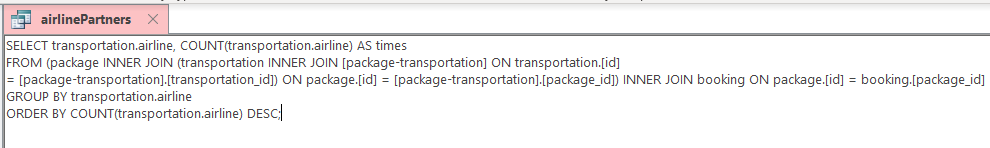 airlinePartners
SELECT transportation.airline, COUNT(transportation.airline) AS times
FROM (package INNER JOIN (transportation INNER JOIN [package-transportation] ON transportation.[id]
= [package-transportation].[transportation_id]) ON package.[id] = [package-transportation].[package_id]) INNER JOIN booking ON package.[id] = booking.[package_id]
GROUP BY transportation.airline
ORDER BY COUNT(transportation.airline) DESC;